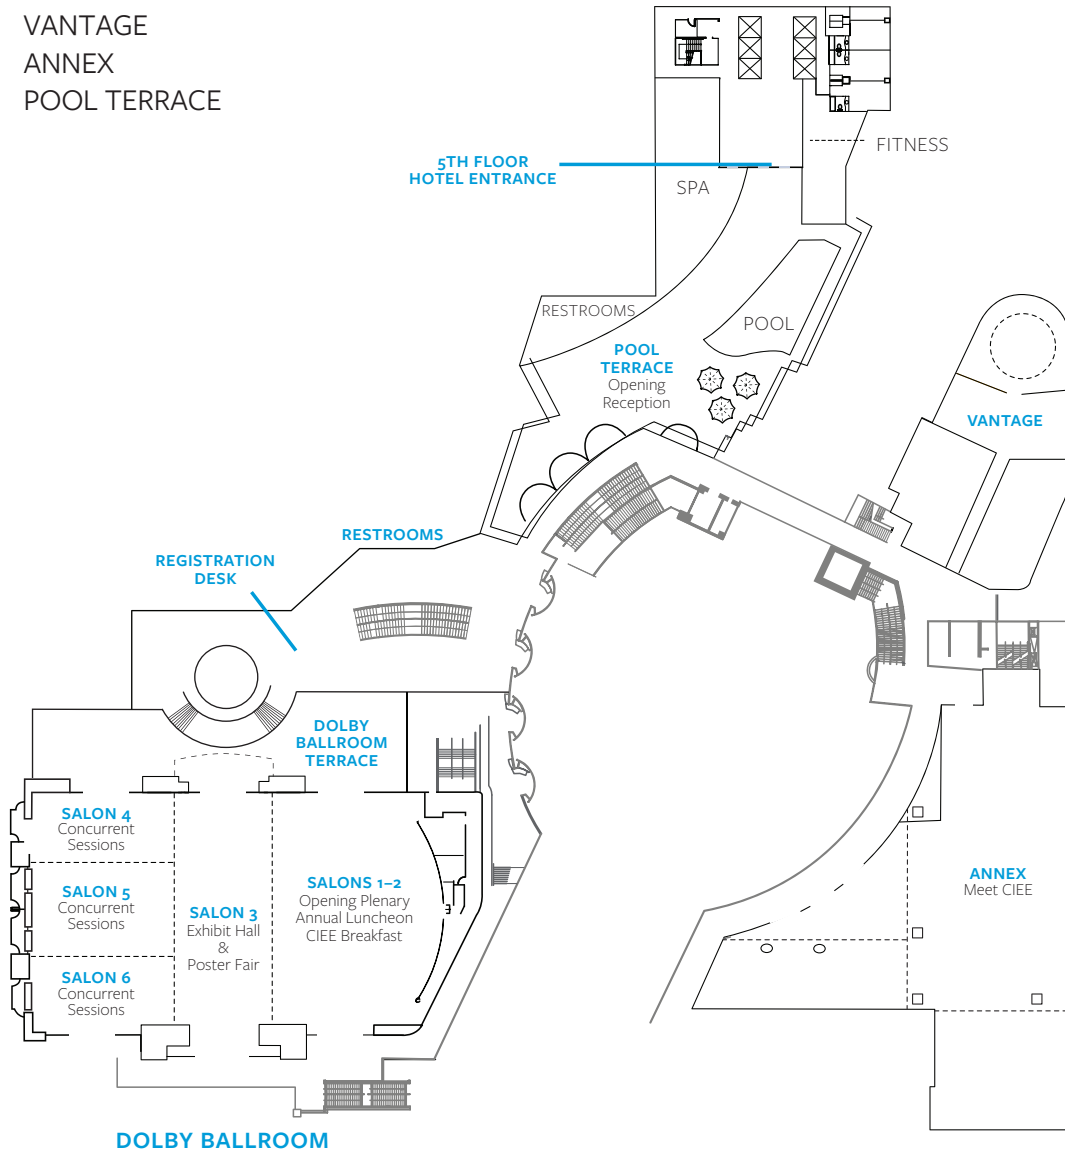 VANTAGE
ANNEX
POOL TERRACE
FITNESS
5TH FLOOR
HOTEL ENTRANCE
SPA
RESTROOMS
POOL
POOL
TERRACE
Opening
Reception
VANTAGE
RESTROOMS
REGISTRATION
DESK
DOLBY
BALLROOM
TERRACE
SALON 4
Concurrent
Sessions
SALON 5
Concurrent
Sessions
SALON 6
Concurrent
Sessions
SALON 3
Exhibit Hall
&
Poster Fair
SALONS 1–2
Opening Plenary
Annual Luncheon
CIEE Breakfast
ANNEX
Meet CIEE
DOLBY BALLROOM